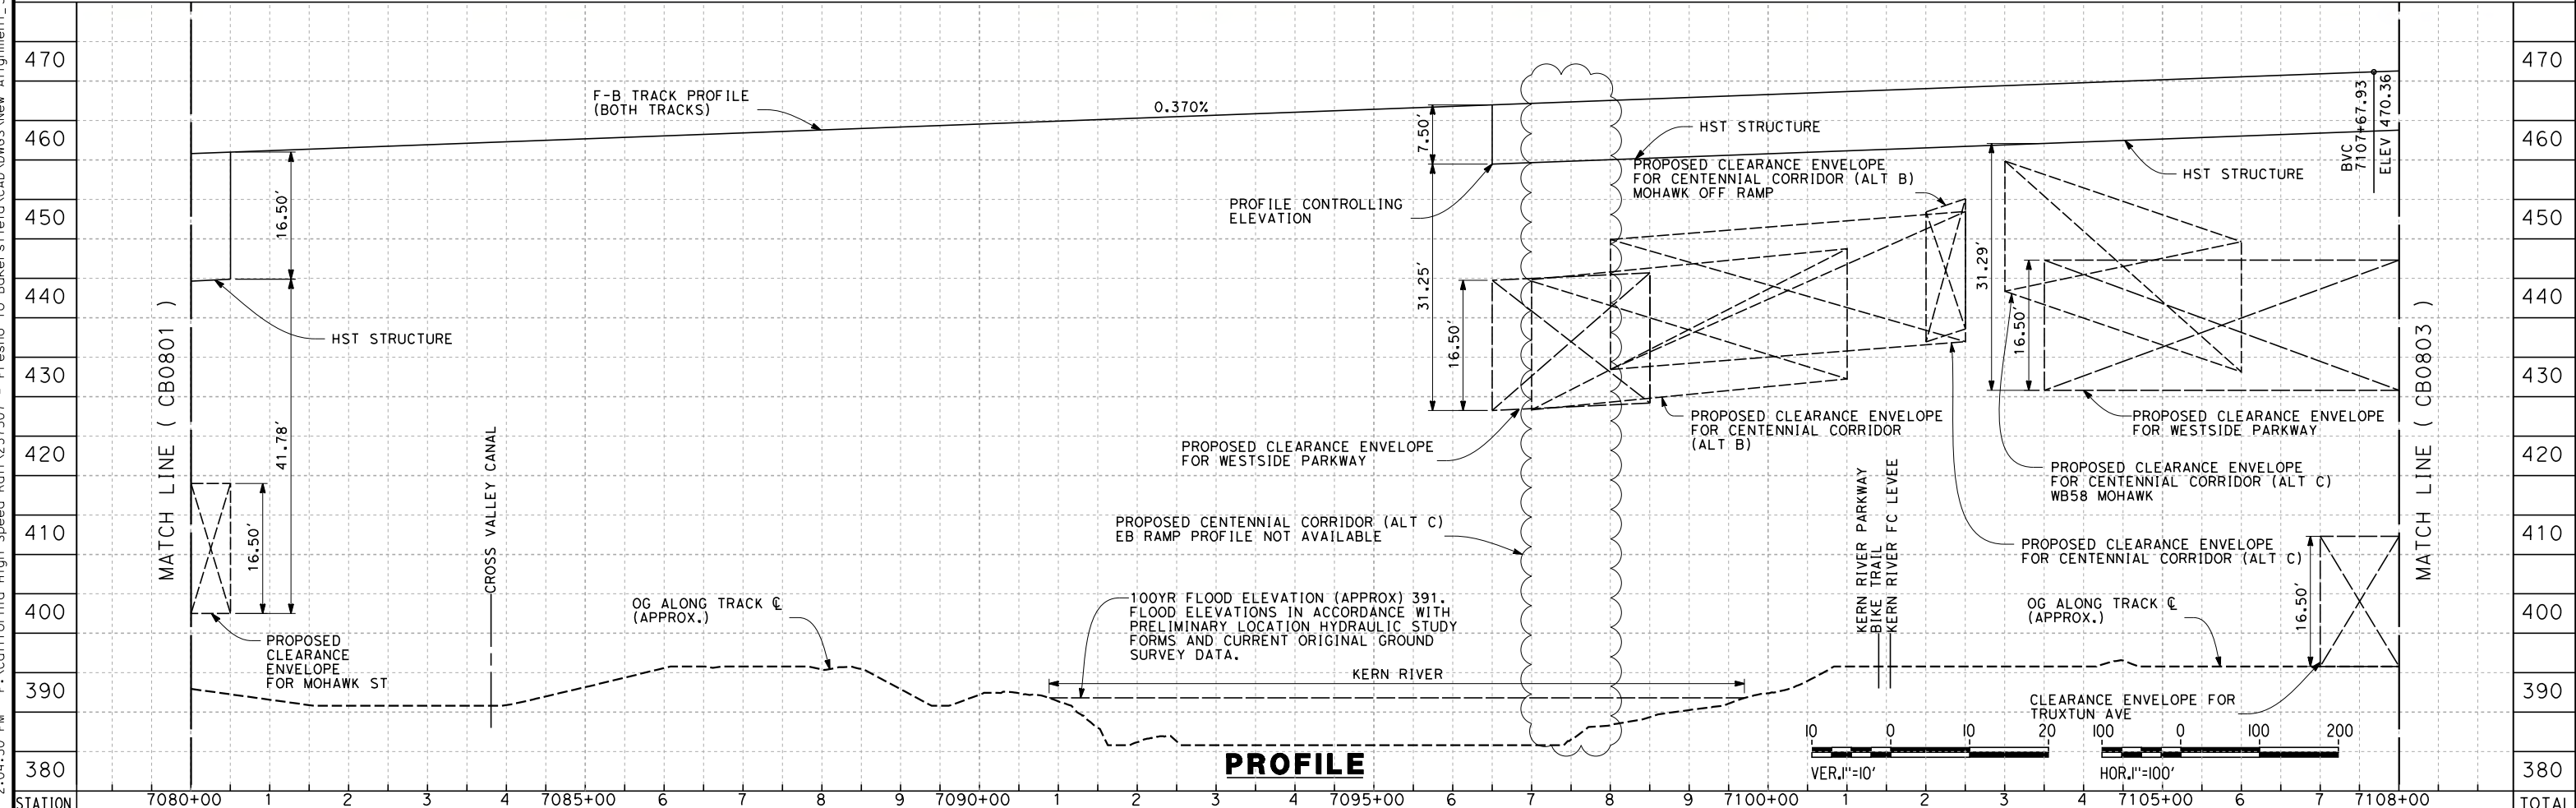 470
460
450
440
430
420
410
400
390
380
STATION
MATCH LINE ( CB0801 )
F-B TRACK PROFILE
(BOTH TRACKS)
0.370%
16.50'
41.78'
HST STRUCTURE
16.50'
PROPOSED
CLEARANCE
ENVELOPE
FOR MOHAWK ST
CROSS VALLEY CANAL
OG ALONG TRACK ℄
(APPROX.)
7.50'
31.25'
16.50'
PROFILE CONTROLLING
ELEVATION
HST STRUCTURE
PROPOSED CLEARANCE ENVELOPE
FOR CENTENNIAL CORRIDOR (ALT B)
MOHAWK OFF RAMP
PROPOSED CLEARANCE ENVELOPE
FOR WESTSIDE PARKWAY
PROPOSED CLEARANCE ENVELOPE
FOR CENTENNIAL CORRIDOR
(ALT B)
PROPOSED CENTENNIAL CORRIDOR (ALT C)
EB RAMP PROFILE NOT AVAILABLE
100YR FLOOD ELEVATION (APPROX) 391.
FLOOD ELEVATIONS IN ACCORDANCE WITH
PRELIMINARY LOCATION HYDRAULIC STUDY
FORMS AND CURRENT ORIGINAL GROUND
SURVEY DATA.
KERN RIVER
KERN RIVER PARKWAY
BIKE TRAIL
KERN RIVER FC LEVEE
31.29'
16.50'
HST STRUCTURE
BVC
7107+67.93
ELEV 470.36
PROPOSED CLEARANCE ENVELOPE
FOR WESTSIDE PARKWAY
PROPOSED CLEARANCE ENVELOPE
FOR CENTENNIAL CORRIDOR (ALT C)
WB58 MOHAWK
PROPOSED CLEARANCE ENVELOPE
FOR CENTENNIAL CORRIDOR (ALT C)
OG ALONG TRACK ℄
(APPROX.)
16.50'
CLEARANCE ENVELOPE FOR
TRUXTUN AVE
MATCH LINE ( CB0803 )
PROFILE
10 0 10 20
VER.1"=10'
100 0 100 200
HOR.1"=100'
7080+00 1 2 3 4 7085+00 6 7 8 9 7090+00 1 2 3 4 7095+00 6 7 8 9 7100+00 1 2 3 4 7105+00 6 7 7108+00
470
460
450
440
430
420
410
400
390
380
TOTAL